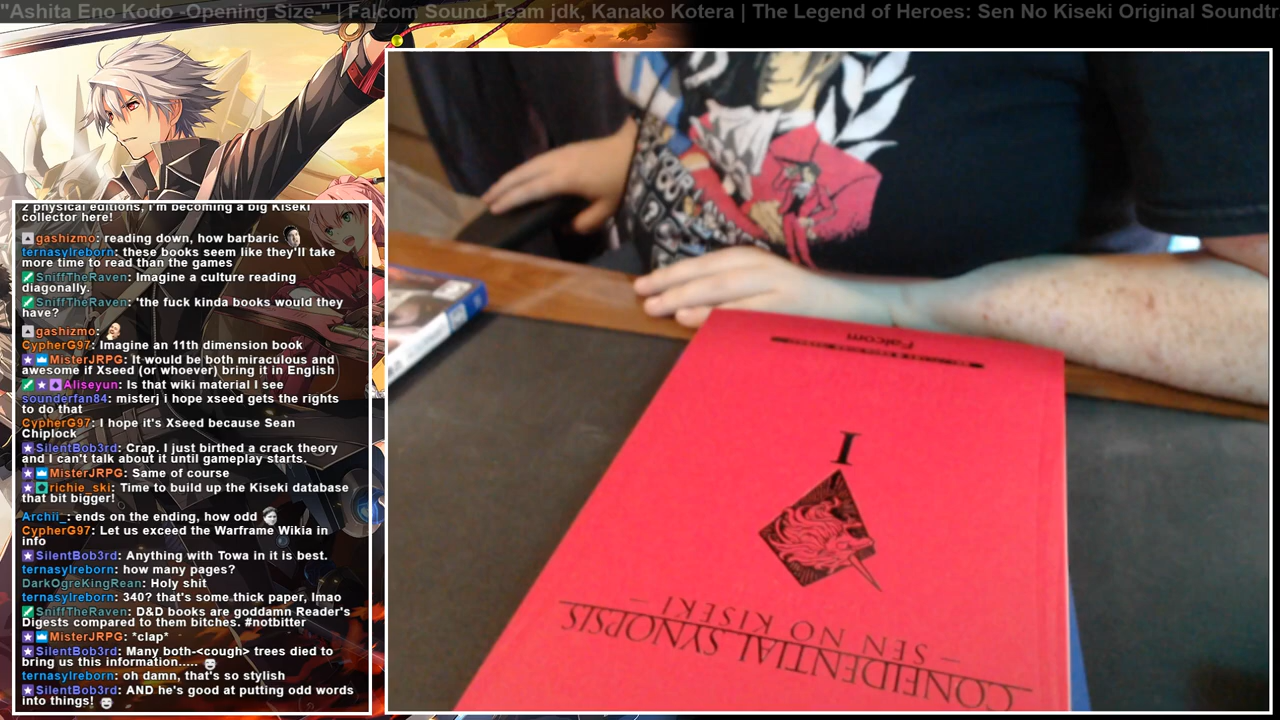 "Ashita Eno Kodo -Opening Size-" | Falcom Sound Team jdk, Kanako Kotera | The Legend of Heroes: Sen No Kiseki Original Soundtr
2 physical editions, i'm becoming a big Kiseki
collector here!
gashizmo: reading down, how barbaric
ternasylreborn: these books seem like they'll take
more time to read than the games
SniffTheRaven: Imagine a culture reading
diagonally.
SniffTheRaven: 'the fuck kinda books would they
have?
gashizmo:
CypherG97: Imagine an 11th dimension book
MisterJRPG: It would be both miraculous and
awesome if Xseed (or whoever) bring it in English
Aliseyun: Is that wiki material I see
sounderfan84: misterj i hope xseed gets the rights
to do that
CypherG97: I hope it's Xseed because Sean
Chiplock
SilentBob3rd: Crap. I just birthed a crack theory
and I can't talk about it until gameplay starts.
MisterJRPG: Same of course
richie_ski: Time to build up the Kiseki database
that bit bigger!
Archii_: ends on the ending, how odd
CypherG97: Let us exceed the Warframe Wikia in
info
SilentBob3rd: Anything with Towa in it is best.
ternasylreborn: how many pages?
DarkOgreKingRean: Holy shit
ternasylreborn: 340? that's some thick paper, lmao
SniffTheRaven: D&D books are goddamn Reader's
Digests compared to them bitches. #notbitter
MisterJRPG: *clap*
SilentBob3rd: Many both-<cough> trees died to
bring us this information.....
ternasylreborn: oh damn, that's so stylish
SilentBob3rd: AND he's good at putting odd words
into things!
CONFIDENTIAL SYNOPSIS
– SEN NO KISEKI –
I
Falcom